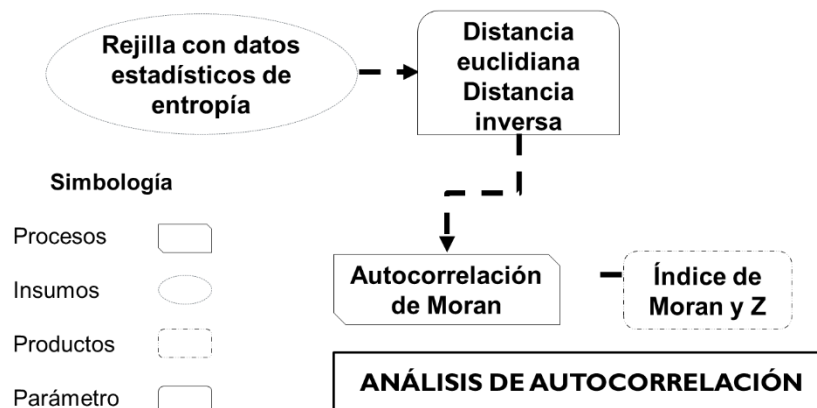 Rejilla con datos
estadísticos de
entropía
Distancia
euclidiana
Distancia
inversa
Simbología
Procesos
Insumos
Productos
Parámetro
Autocorrelación
de Moran
Índice de
Moran y Z
ANÁLISIS DE AUTOCORRELACIÓN